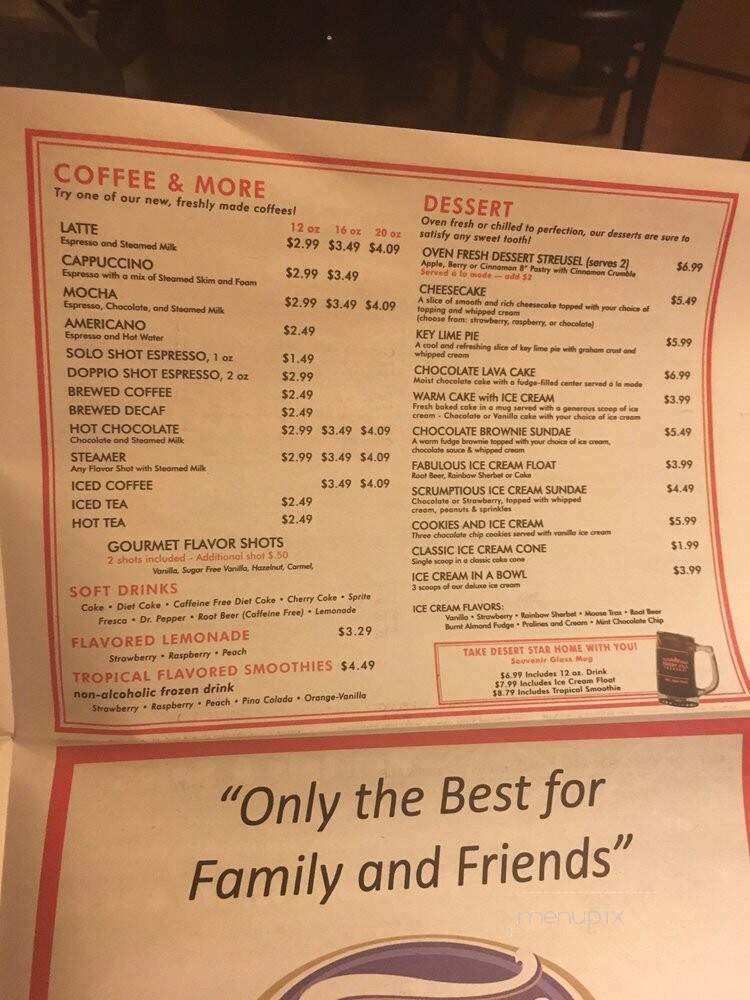 COFFEE & MORE
Try one of our new, freshly made coffees!
12 oz 16 oz 20 oz
LATTE $2.99 $3.49 $4.09
Espresso and Steamed Milk
CAPPUCCINO $2.99 $3.49
Espresso with a mix of Steamed Skim and Foam
MOCHA $2.99 $3.49 $4.09
Espresso, Chocolate, and Steamed Milk
AMERICANO $2.49
Espresso and Hot Water
SOLO SHOT ESPRESSO, 1 oz $1.49
DOPPIO SHOT ESPRESSO, 2 oz $2.99
BREWED COFFEE $2.49
BREWED DECAF $2.49
HOT CHOCOLATE $2.99 $3.49 $4.09
Chocolate and Steamed Milk
STEAMER $2.99 $3.49 $4.09
Any Flavor Shot with Steamed Milk
ICED COFFEE $3.49 $4.09
ICED TEA $2.49
HOT TEA $2.49
GOURMET FLAVOR SHOTS
2 shots included - Additional shot $.50
Vanilla, Sugar Free Vanilla, Hazelnut, Carmel,
SOFT DRINKS
Coke • Diet Coke • Caffeine Free Diet Coke • Cherry Coke • Sprite
Fresca • Dr. Pepper • Root Beer (Caffeine Free) • Lemonade
FLAVORED LEMONADE $3.29
Strawberry • Raspberry • Peach
TROPICAL FLAVORED SMOOTHIES $4.49
non-alcoholic frozen drink
Strawberry • Raspberry • Peach • Pina Colada • Orange-Vanilla
DESSERT
Oven fresh or chilled to perfection, our desserts are sure to
satisfy any sweet tooth!
OVEN FRESH DESSERT STREUSEL (serves 2) $6.99
Apple, Berry or Cinnamon 8" Pastry with Cinnamon Crumble
Served á la mode — add $2
CHEESECAKE $5.49
A slice of smooth and rich cheesecake topped with your choice of
topping and whipped cream
(choose from: strawberry, raspberry, or chocolate)
KEY LIME PIE $5.99
A cool and refreshing slice of key lime pie with graham crust and
whipped cream
CHOCOLATE LAVA CAKE $6.99
Moist chocolate cake with a fudge-filled center served á la mode
WARM CAKE with ICE CREAM $3.99
Fresh baked cake in a mug served with a generous scoop of ice
cream - Chocolate or Vanilla cake with your choice of ice cream
CHOCOLATE BROWNIE SUNDAE $5.49
A warm fudge brownie topped with your choice of ice cream,
chocolate sauce & whipped cream
FABULOUS ICE CREAM FLOAT $3.99
Root Beer, Rainbow Sherbet or Coke
SCRUMPTIOUS ICE CREAM SUNDAE $4.49
Chocolate or Strawberry, topped with whipped
cream, peanuts & sprinkles
COOKIES AND ICE CREAM $5.99
Three chocolate chip cookies served with vanilla ice cream
CLASSIC ICE CREAM CONE $1.99
Single scoop in a classic cake cone
ICE CREAM IN A BOWL $3.99
3 scoops of our deluxe ice cream
ICE CREAM FLAVORS:
Vanilla • Strawberry • Rainbow Sherbet • Moose Trax • Root Beer
Burnt Almond Fudge • Pralines and Cream • Mint Chocolate Chip
TAKE DESERT STAR HOME WITH YOU!
Souvenir Glass Mug
$6.99 Includes 12 oz. Drink
$7.99 Includes Ice Cream Float
$8.79 Includes Tropical Smoothie
"Only the Best for
Family and Friends"
menupix